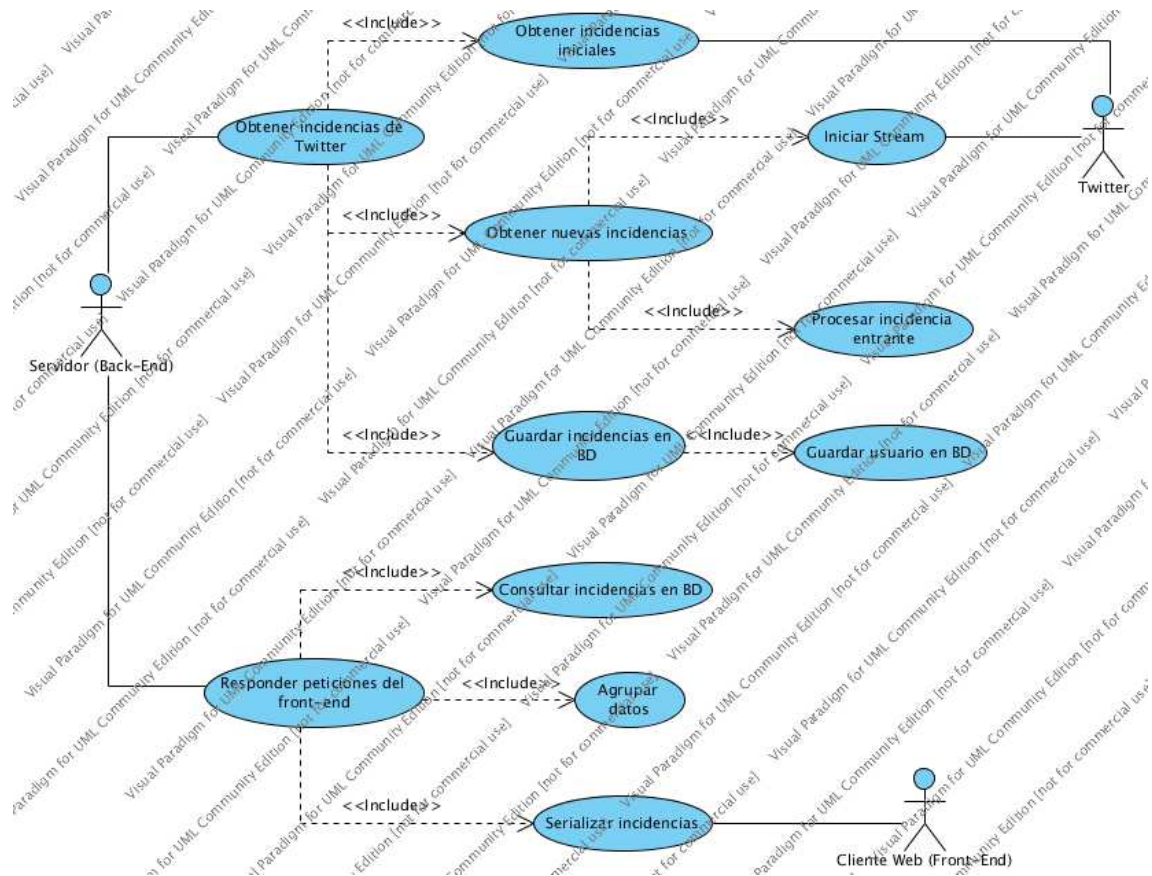 <<Include>>
Obtener incidencias
iniciales
Obtener incidencias de
Twitter
<<Include>>
Iniciar Stream
Twitter
<<Include>>
Obtener nuevas incidencias
<<Include>>
Procesar incidencia
entrante
Servidor (Back-End)
<<Include>>
Guardar incidencias en
BD
<<Include>>
Guardar usuario en BD
<<Include>>
Consultar incidencias en BD
Responder peticiones del
front-end
<<Include>>
Agrupar
datos
<<Include>>
Serializar incidencias
Cliente Web (Front-End)
Visual Paradigm for UML Community Edition [not for commercial use]